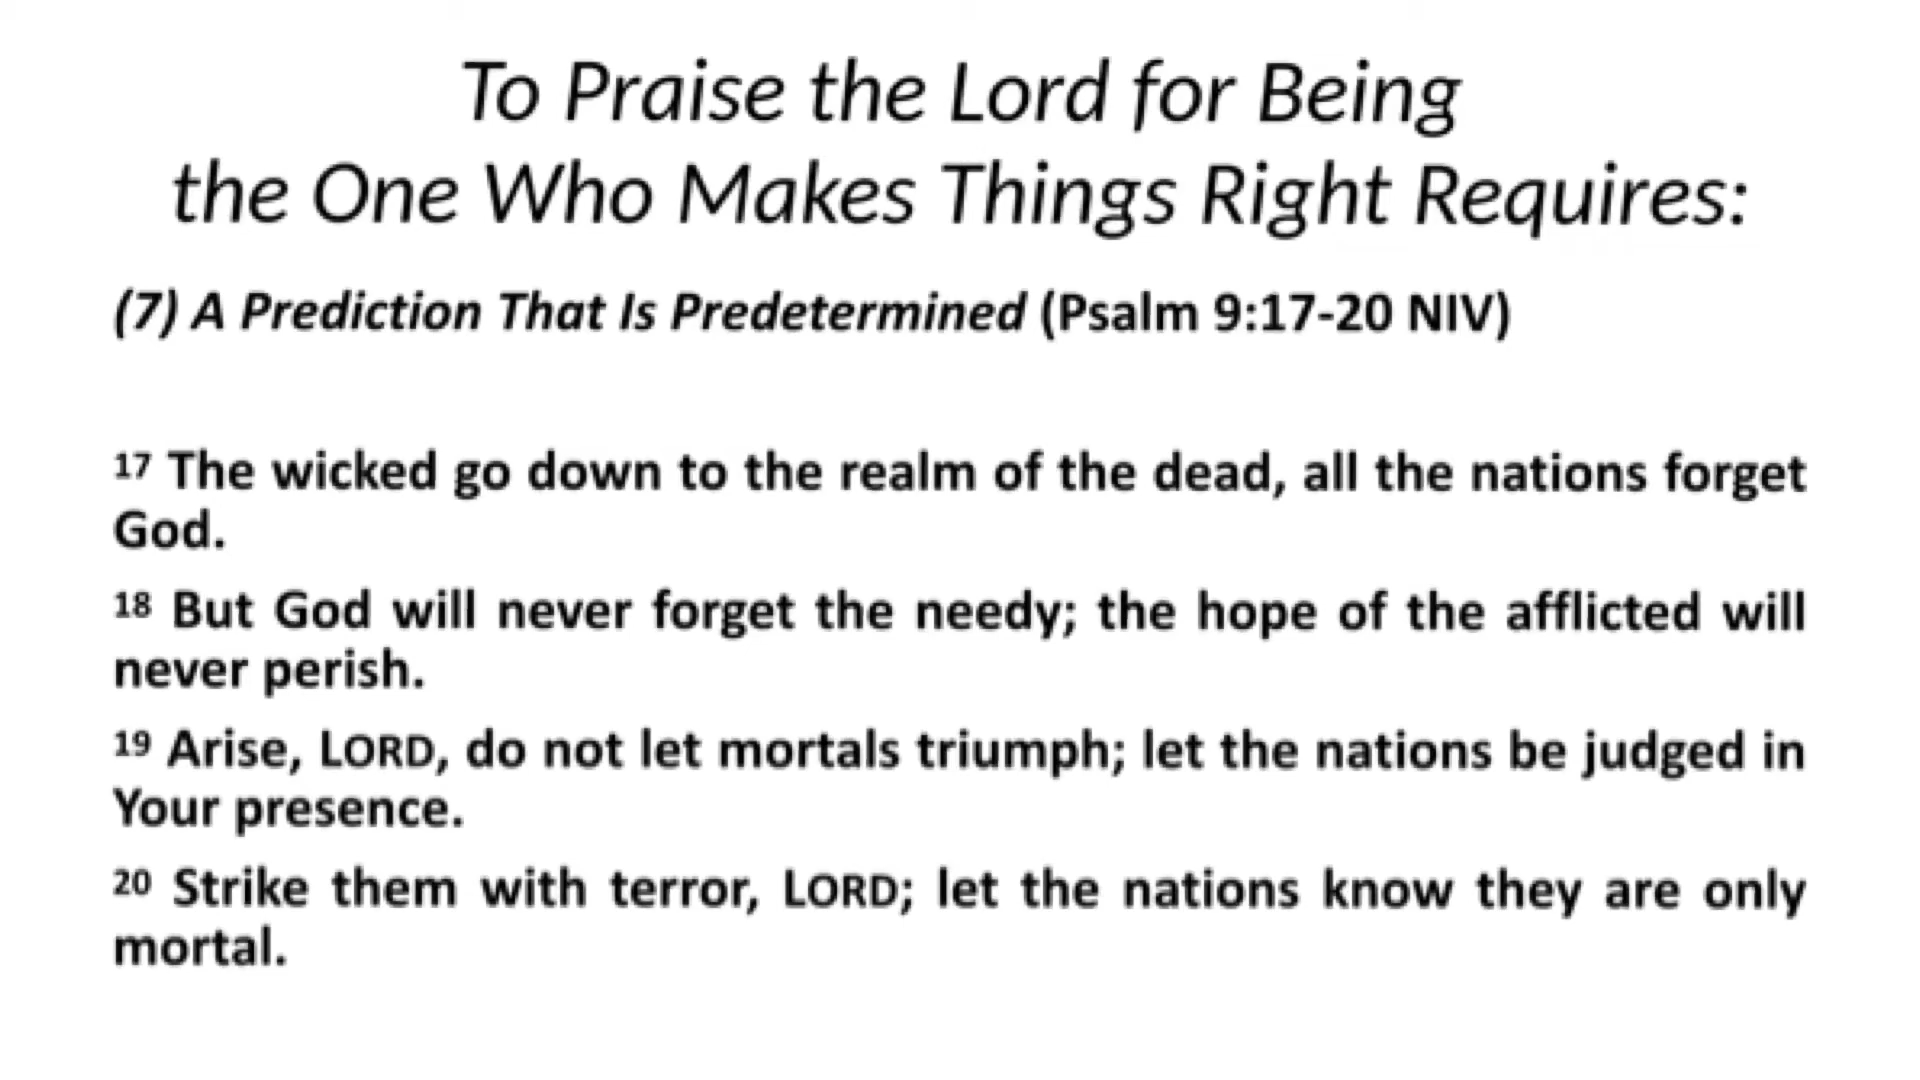 To Praise the Lord for Being
the One Who Makes Things Right Requires:
(7) A Prediction That Is Predetermined (Psalm 9:17-20 NIV)
17 The wicked go down to the realm of the dead, all the nations forget
God.
18 But God will never forget the needy; the hope of the afflicted will
never perish.
19 Arise, LORD, do not let mortals triumph; let the nations be judged in
Your presence.
20 Strike them with terror, LORD; let the nations know they are only
mortal.